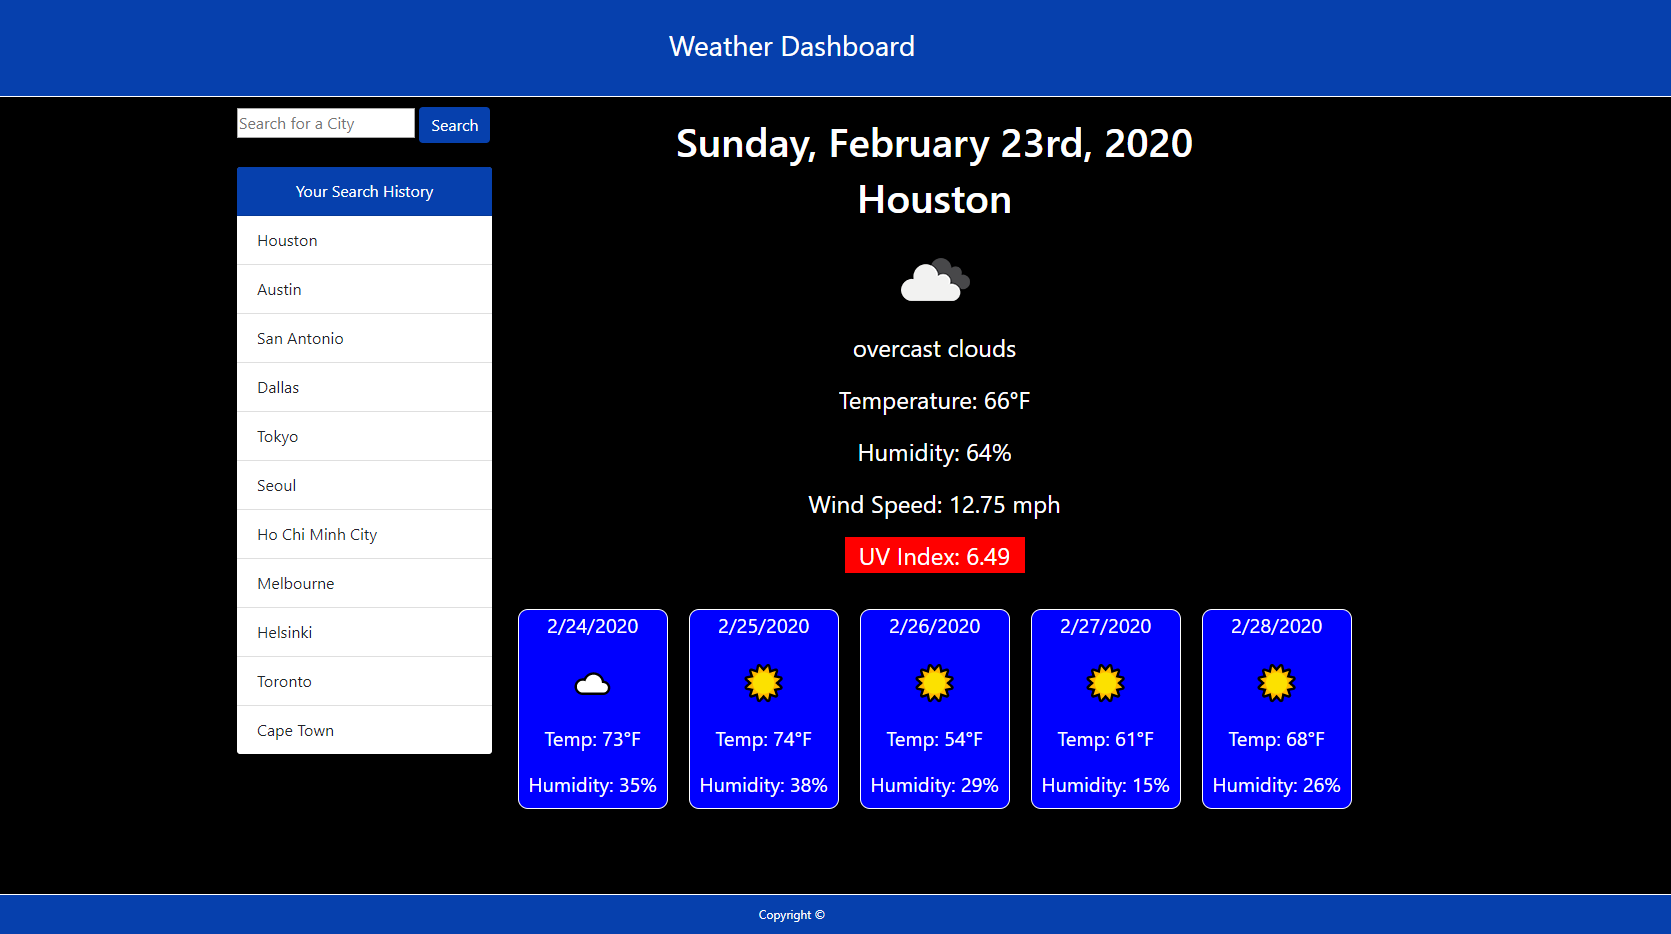 Weather Dashboard
Search for a City
Search
Your Search History
Houston
Austin
San Antonio
Dallas
Tokyo
Seoul
Ho Chi Minh City
Melbourne
Helsinki
Toronto
Cape Town
Sunday, February 23rd, 2020
Houston
overcast clouds
Temperature: 66°F
Humidity: 64%
Wind Speed: 12.75 mph
UV Index: 6.49
2/24/2020
Temp: 73°F
Humidity: 35%
2/25/2020
Temp: 74°F
Humidity: 38%
2/26/2020
Temp: 54°F
Humidity: 29%
2/27/2020
Temp: 61°F
Humidity: 15%
2/28/2020
Temp: 68°F
Humidity: 26%
Copyright ©